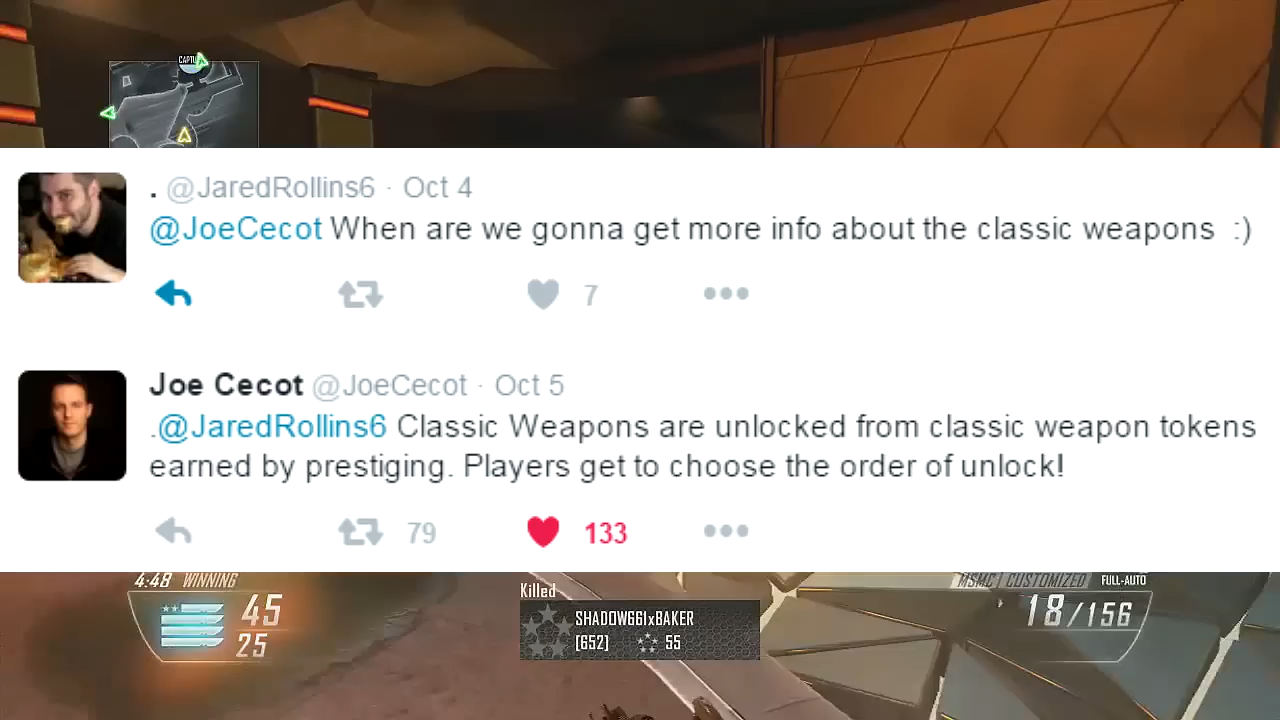 CAPTU
. @JaredRollins6 · Oct 4
@JoeCecot When are we gonna get more info about the classic weapons :)
7
Joe Cecot @JoeCecot · Oct 5
.@JaredRollins6 Classic Weapons are unlocked from classic weapon tokens
earned by prestiging. Players get to choose the order of unlock!
79 133
4:48 WINNING
45
25
Killed
SHADOW661xBAKER
[652] 55
MSMC | CUSTOMIZED FULL-AUTO
18/156